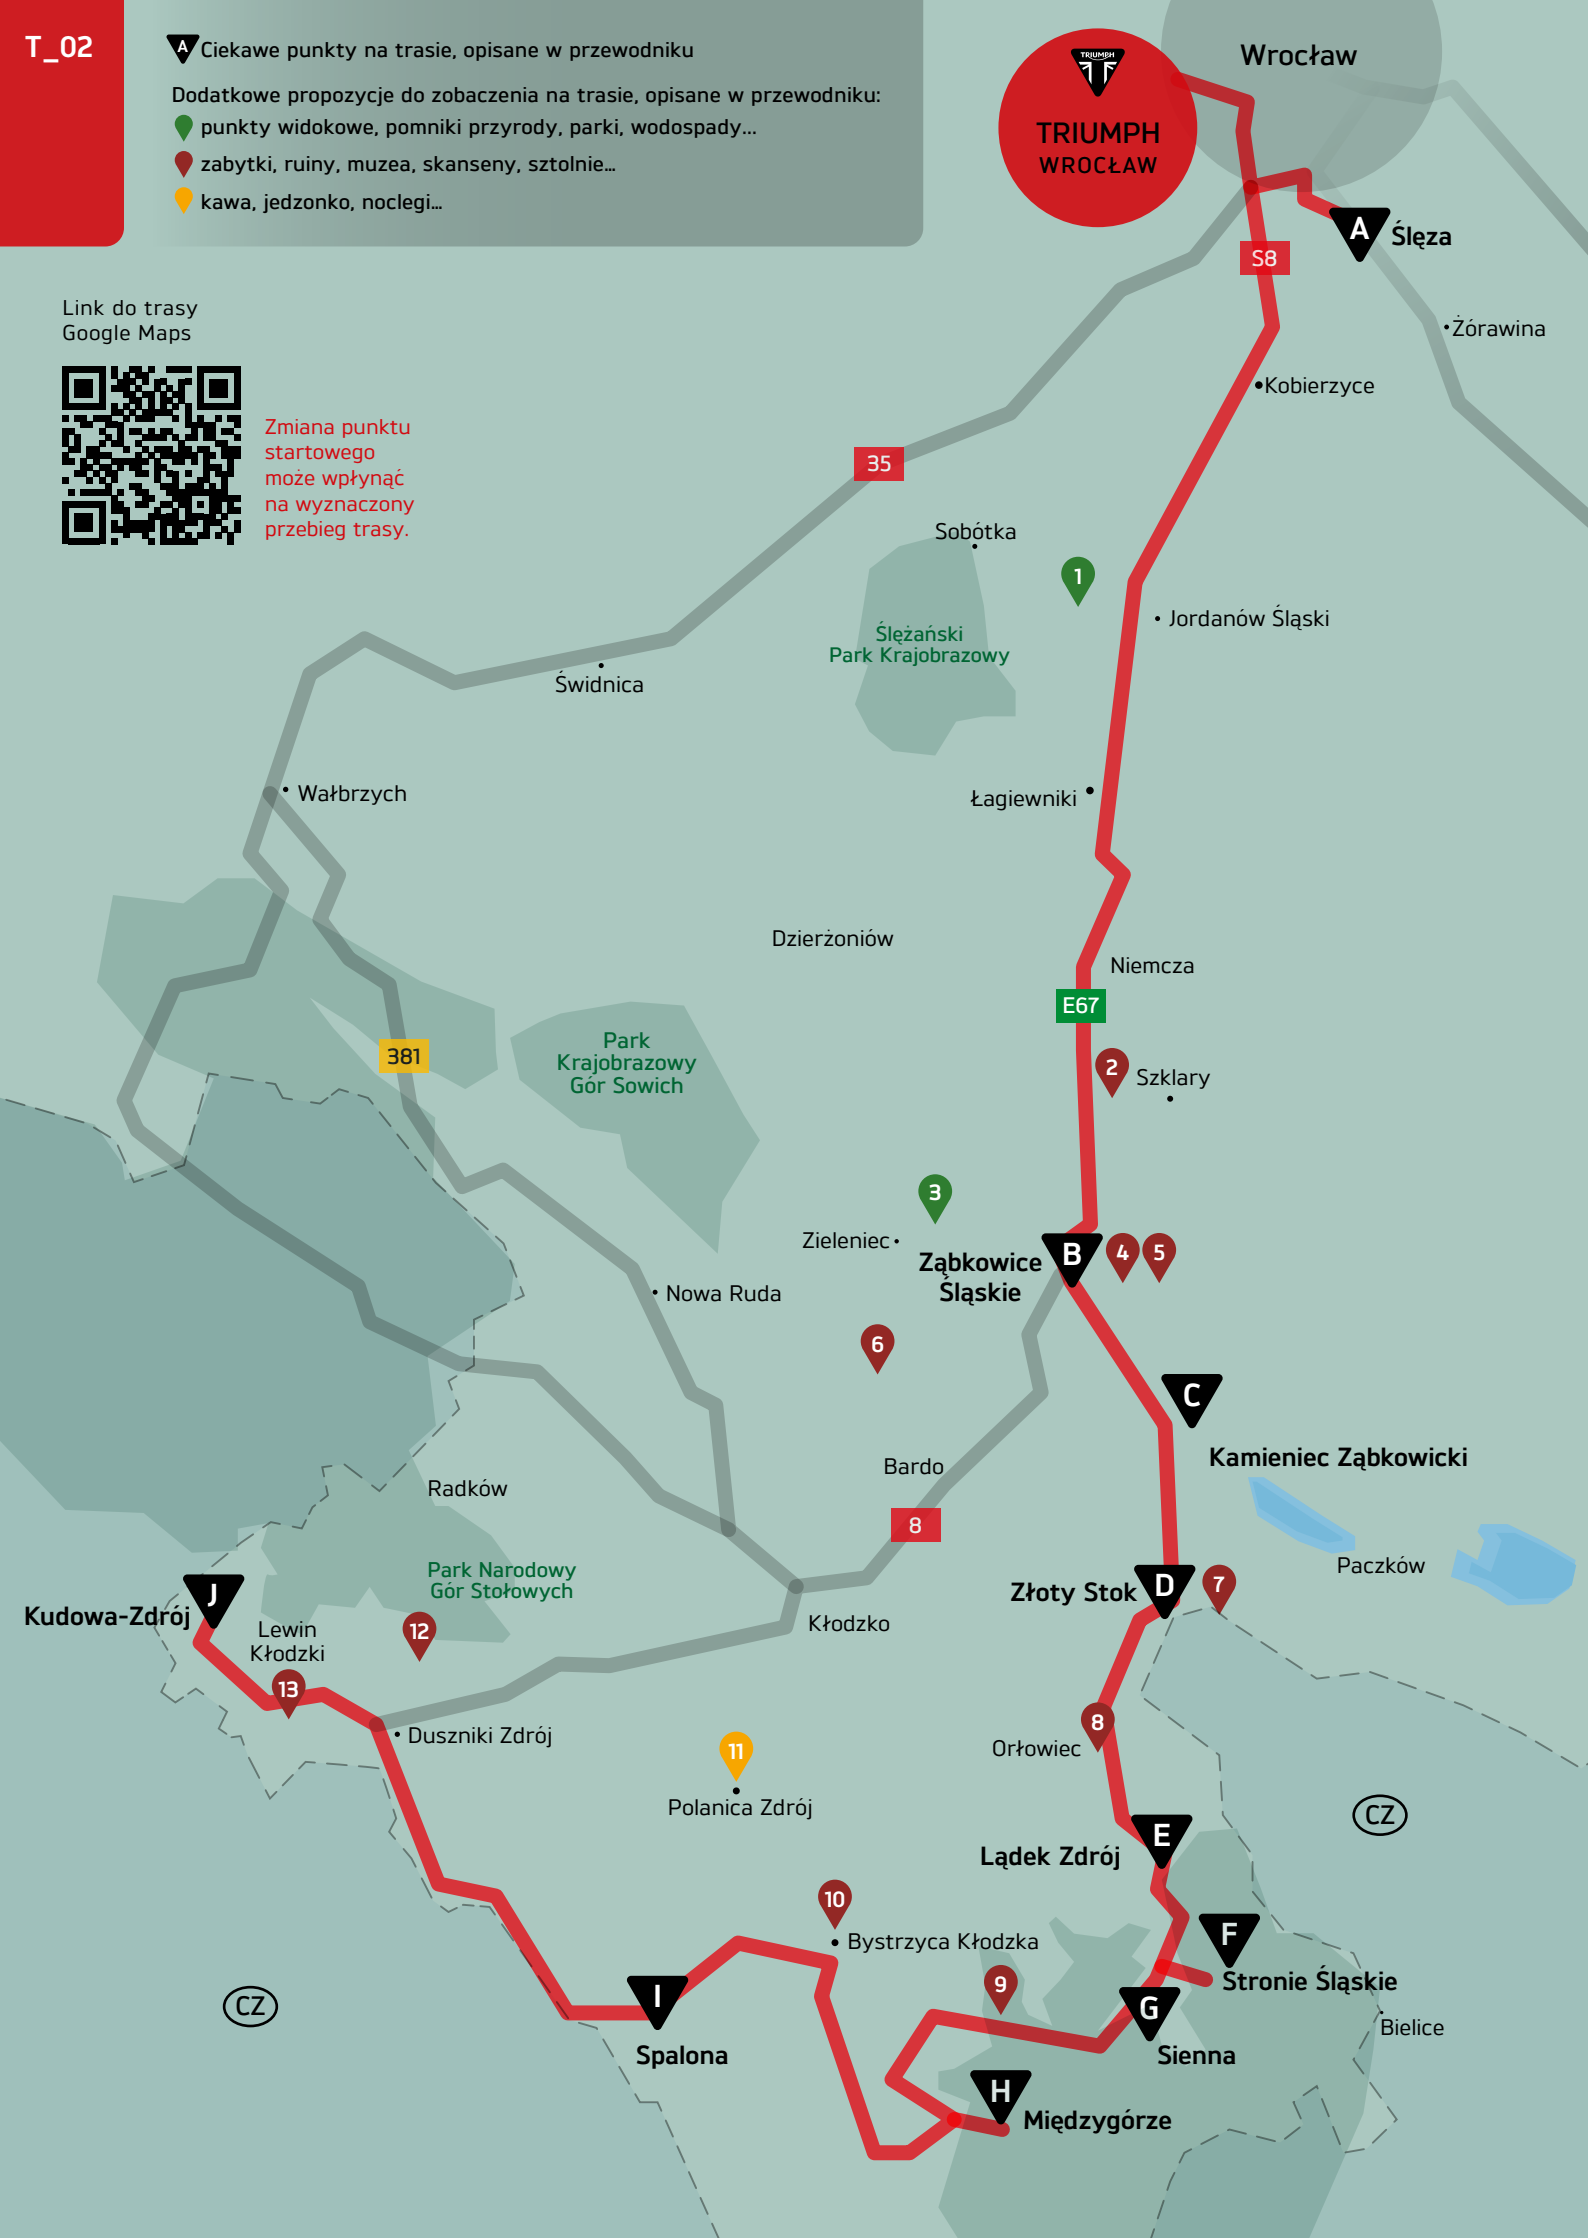 T_02
A Ciekawe punkty na trasie, opisane w przewodniku
Dodatkowe propozycje do zobaczenia na trasie, opisane w przewodniku:
punkty widokowe, pomniki przyrody, parki, wodospady...
zabytki, ruiny, muzea, skanseny, sztolnie...
kawa, jedzonko, noclegi...
TRIUMPH
TRIUMPH
WROCŁAW
Wrocław
A
Ślęza
S8
Link do trasy
Google Maps
Żórawina
Kobierzyce
Zmiana punktu
startowego
może wpłynąć
na wyznaczony
przebieg trasy.
35
Sobótka
1
Jordanów Śląski
Ślężański
Park Krajobrazowy
Świdnica
Wałbrzych
Łagiewniki
Dzierżoniów
Niemcza
E67
Park
Krajobrazowy
Gór Sowich
381
2
Szklary
3
Zieleniec
Ząbkowice
Śląskie
B
4
5
Nowa Ruda
6
C
Kamieniec Ząbkowicki
Bardo
Radków
8
Paczków
Park Narodowy
Gór Stołowych
Złoty Stok
D
7
J
Kudowa-Zdrój
Lewin
Kłodzki
12
Kłodzko
13
Duszniki Zdrój
8
Orłowiec
11
Polanica Zdrój
CZ
E
Lądek Zdrój
10
Bystrzyca Kłodzka
F
Stronie Śląskie
9
CZ
I
Spalona
G
Sienna
Bielice
H
Międzygórze